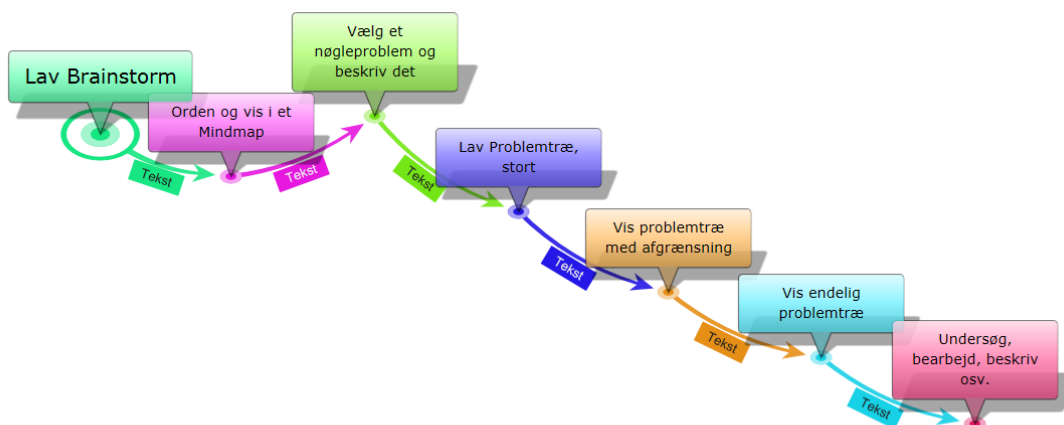 Lav Brainstorm
Tekst
Orden og vis i et
Mindmap
Tekst
Vælg et
nøgleproblem og
beskriv det
Tekst
Lav Problemtræ,
stort
Tekst
Vis problemtræ
med afgrænsning
Tekst
Vis endelig
problemtræ
Tekst
Undersøg,
bearbejd, beskriv
osv.